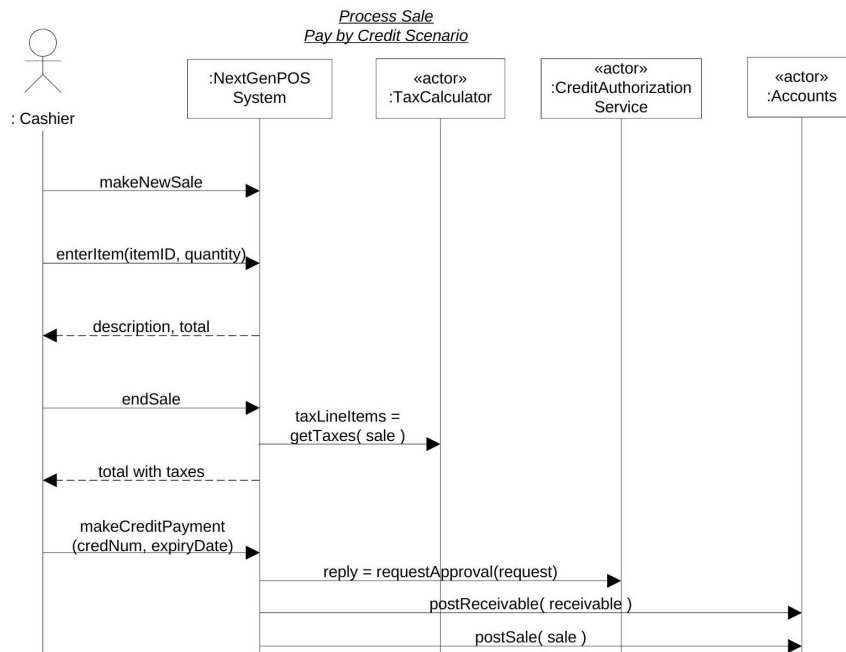 Process Sale
Pay by Credit Scenario
: Cashier
:NextGenPOS
System
«actor»
:TaxCalculator
«actor»
:CreditAuthorization
Service
«actor»
:Accounts
makeNewSale
enterItem(itemID, quantity)
description, total
endSale
taxLineItems =
getTaxes( sale )
total with taxes
makeCreditPayment
(credNum, expiryDate)
reply = requestApproval(request)
postReceivable( receivable )
postSale( sale )